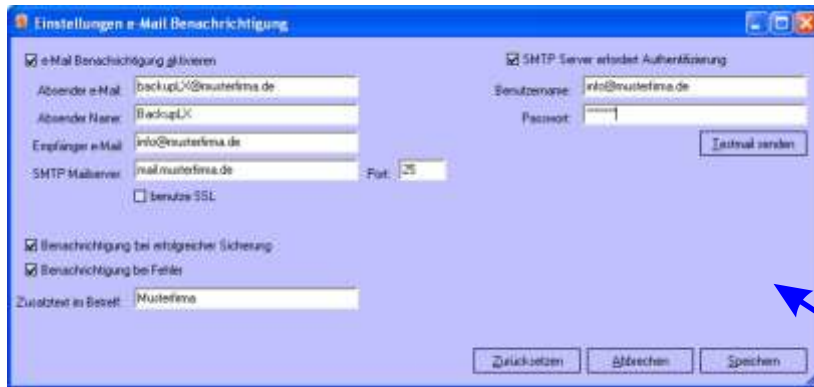 Einstellungen e-Mail Benachrichtigung
e-Mail Benachrichtigung aktivieren
Absender e-Mail: backupLX@musterfirma.de
Absender Name: BackupLX
Empfänger e-Mail: info@musterfirma.de
SMTP Mailserver: mail.musterfirma.de Port: 25
benutze SSL
Benachrichtigung bei erfolgreicher Sicherung
Benachrichtigung bei Fehler
Zusatztext im Betreff: Musterfirma
SMTP Server erfordert Authentifizierung
Benutzername: info@musterfirma.de
Passwort: ********
Testmail senden
Zurücksetzen Abbrechen Speichern